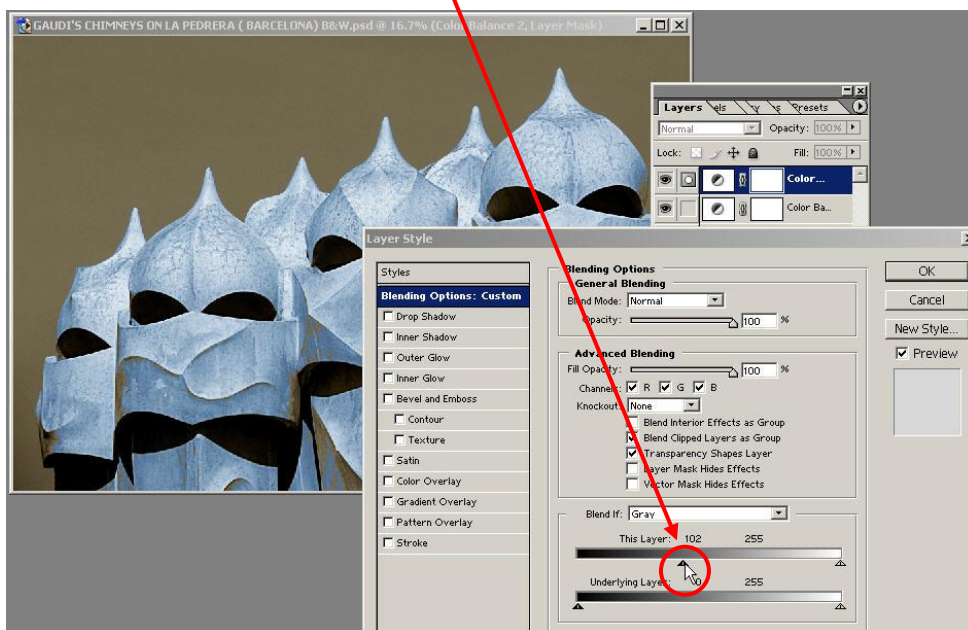 GAUDI'S CHIMNEYS ON LA PEDRERA ( BARCELONA) B&W.psd @ 16.7% (Color Balance 2, Layer Mask)
Layers els Presets
Normal Opacity: 100%
Lock: Fill: 100%
Color...
Color Ba...
Layer Style
Styles
Blending Options: Custom
Drop Shadow
Inner Shadow
Outer Glow
Inner Glow
Bevel and Emboss
Contour
Texture
Satin
Color Overlay
Gradient Overlay
Pattern Overlay
Stroke
Blending Options
General Blending
Blend Mode: Normal
Opacity: 100 %
Advanced Blending
Fill Opacity: 100 %
Channels: R G B
Knockout: None
Blend Interior Effects as Group
Blend Clipped Layers as Group
Transparency Shapes Layer
Layer Mask Hides Effects
Vector Mask Hides Effects
Blend If: Gray
This Layer: 102 255
Underlying Layer: 0 255
OK
Cancel
New Style...
Preview